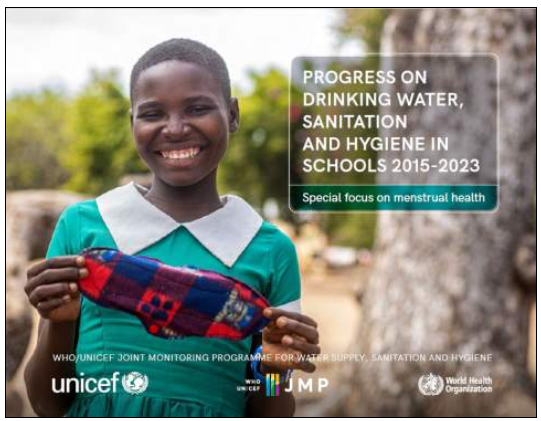 PROGRESS ON
DRINKING WATER,
SANITATION
AND HYGIENE IN
SCHOOLS 2015-2023
Special focus on menstrual health
WHO/UNICEF JOINT MONITORING PROGRAMME FOR WATER SUPPLY, SANITATION AND HYGIENE
unicef
WHO
UNICEF
JMP
World Health
Organization